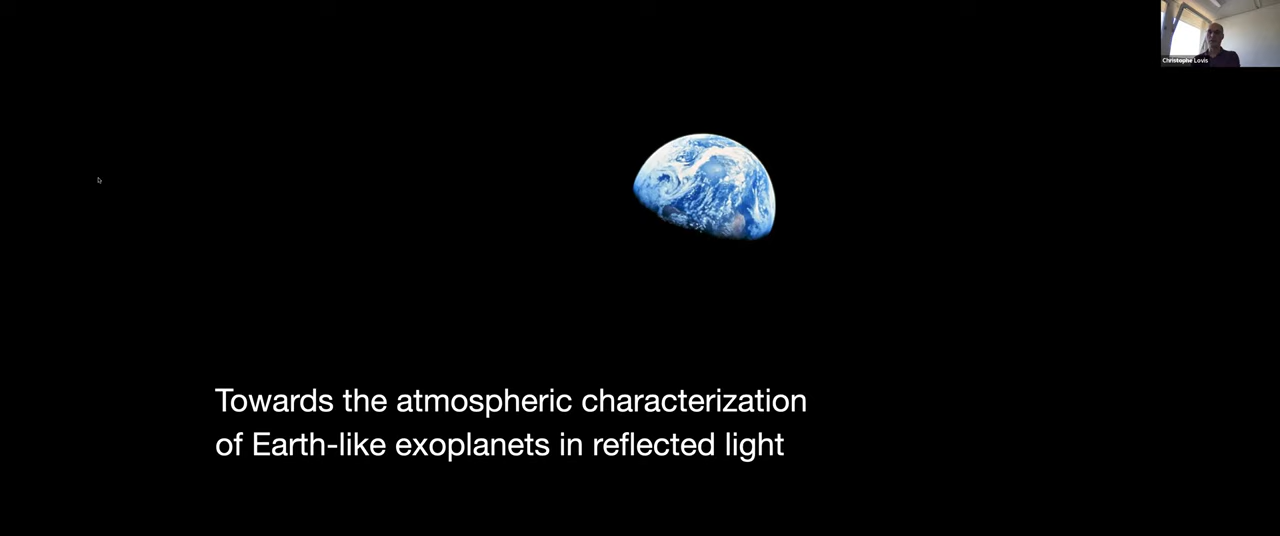 Christophe Lovis
Towards the atmospheric characterization
of Earth-like exoplanets in reflected light